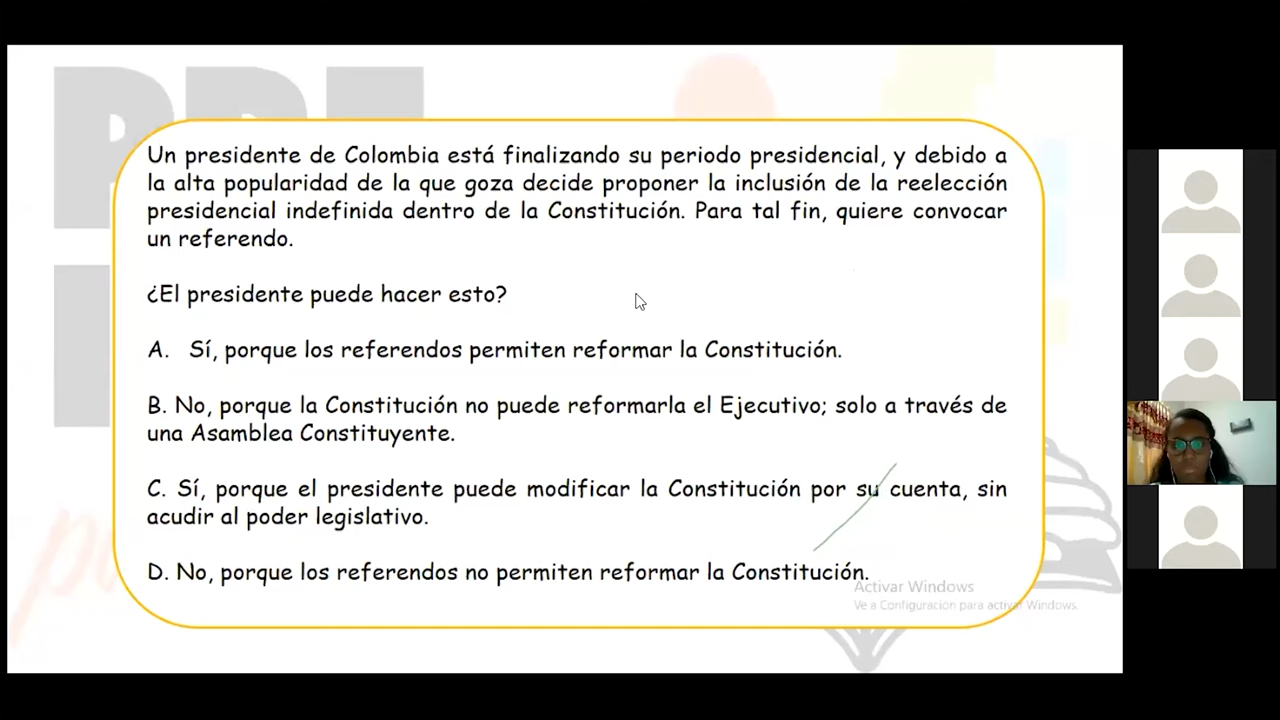 Un presidente de Colombia está finalizando su periodo presidencial, y debido a
la alta popularidad de la que goza decide proponer la inclusión de la reelección
presidencial indefinida dentro de la Constitución. Para tal fin, quiere convocar
un referendo.
¿El presidente puede hacer esto?
A. Sí, porque los referendos permiten reformar la Constitución.
B. No, porque la Constitución no puede reformarla el Ejecutivo; solo a través de
una Asamblea Constituyente.
C. Sí, porque el presidente puede modificar la Constitución por su cuenta, sin
acudir al poder legislativo.
D. No, porque los referendos no permiten reformar la Constitución.
Activar Windows
Ve a Configuración para activar Windows.